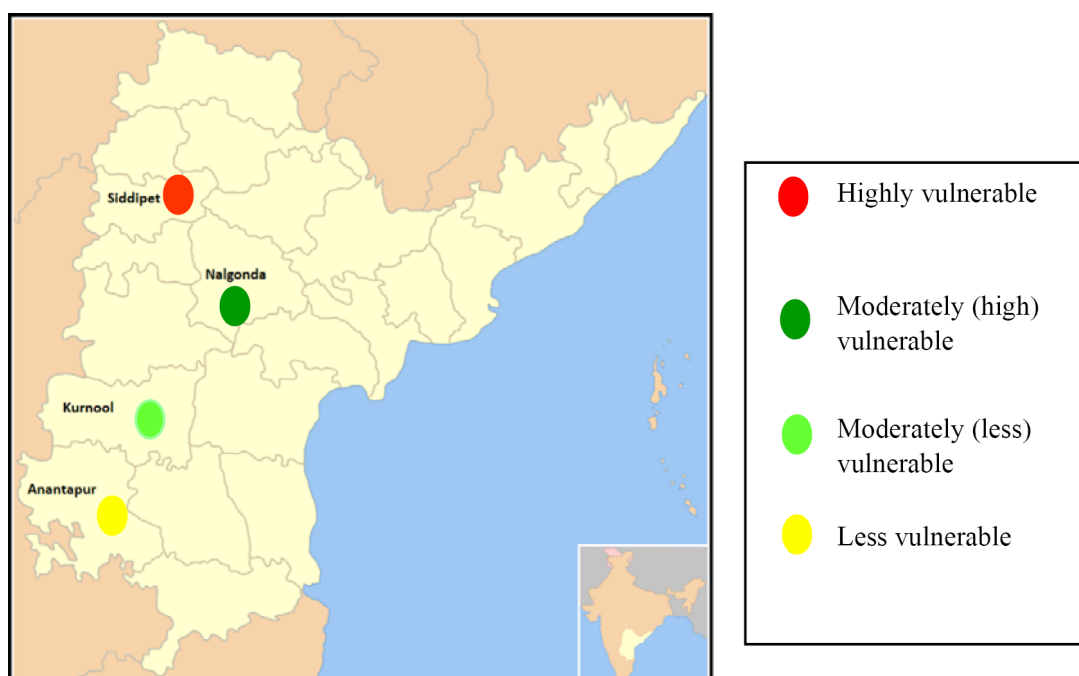 Siddipet
Nalgonda
Kurnool
Anantapur
Highly vulnerable
Moderately (high)
vulnerable
Moderately (less)
vulnerable
Less vulnerable